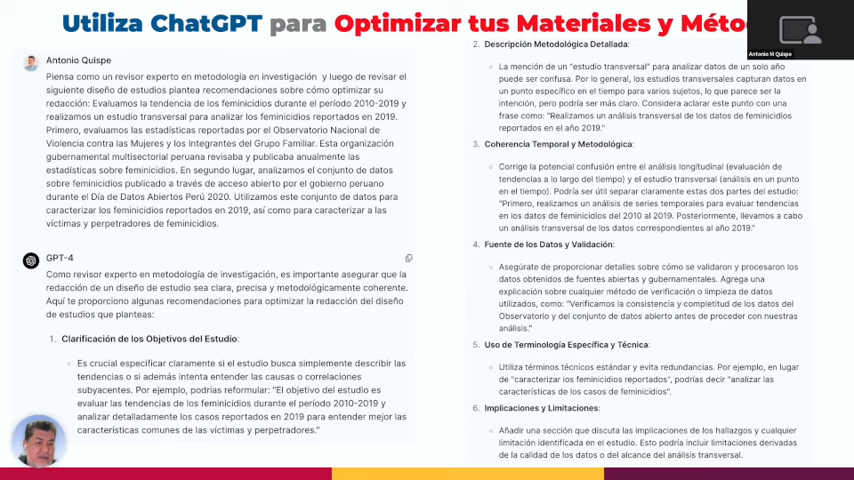 Utiliza ChatGPT para Optimizar tus Materiales y Méto
Antonio M Quispe
Antonio Quispe
Piensa como un revisor experto en metodología en investigación y luego de revisar el
siguiente diseño de estudios plantea recomendaciones sobre cómo optimizar su
redacción: Evaluamos la tendencia de los feminicidios durante el período 2010-2019 y
realizamos un estudio transversal para analizar los feminicidios reportados en 2019.
Primero, evaluamos las estadísticas reportadas por el Observatorio Nacional de
Violencia contra las Mujeres y los Integrantes del Grupo Familiar. Esta organización
gubernamental multisectorial peruana revisaba y publicaba anualmente las
estadísticas sobre feminicidios. En segundo lugar, analizamos el conjunto de datos
sobre feminicidios publicado a través de acceso abierto por el gobierno peruano
durante el Día de Datos Abiertos Perú 2020. Utilizamos este conjunto de datos para
caracterizar los feminicidios reportados en 2019, así como para caracterizar a las
víctimas y perpetradores de feminicidios.
GPT-4
Como revisor experto en metodología de investigación, es importante asegurar que la
redacción de un diseño de estudio sea clara, precisa y metodológicamente coherente.
Aquí te proporciono algunas recomendaciones para optimizar la redacción del diseño
de estudios que planteas:
1. Clarificación de los Objetivos del Estudio:
Es crucial especificar claramente si el estudio busca simplemente describir las
tendencias o si además intenta entender las causas o correlaciones
subyacentes. Por ejemplo, podrías reformular: "El objetivo del estudio es
evaluar las tendencias de los feminicidios durante el período 2010-2019 y
analizar detalladamente los casos reportados en 2019 para entender mejor las
características comunes de las víctimas y perpetradores."
2. Descripción Metodológica Detallada:
La mención de un "estudio transversal" para analizar datos de un solo año
puede ser confusa. Por lo general, los estudios transversales capturan datos en
un punto específico en el tiempo para varios sujetos, lo que parece ser la
intención, pero podría ser más claro. Considera aclarar este punto con una
frase como: "Realizamos un análisis transversal de los datos de feminicidios
reportados en el año 2019."
3. Coherencia Temporal y Metodológica:
Corrige la potencial confusión entre el análisis longitudinal (evaluación de
tendencias a lo largo del tiempo) y el estudio transversal (análisis en un punto
en el tiempo). Podría ser útil separar claramente estas dos partes del estudio:
"Primero, realizamos un análisis de series temporales para evaluar tendencias
en los datos de feminicidios del 2010 al 2019. Posteriormente, llevamos a cabo
un análisis transversal de los datos correspondientes al año 2019."
4. Fuente de los Datos y Validación:
Asegúrate de proporcionar detalles sobre cómo se validaron y procesaron los
datos obtenidos de fuentes abiertas y gubernamentales. Agrega una
explicación sobre cualquier método de verificación o limpieza de datos
utilizados, como: "Verificamos la consistencia y completitud de los datos del
Observatorio y del conjunto de datos abierto antes de proceder con nuestras
análisis."
5. Uso de Terminología Específica y Técnica:
Utiliza términos técnicos estándar y evita redundancias. Por ejemplo, en lugar
de "caracterizar los feminicidios reportados", podrías decir "analizar las
características de los casos de feminicidios".
6. Implicaciones y Limitaciones:
Añadir una sección que discuta las implicaciones de los hallazgos y cualquier
limitación identificada en el estudio. Esto podría incluir limitaciones derivadas
de la calidad de los datos o del alcance del análisis transversal.